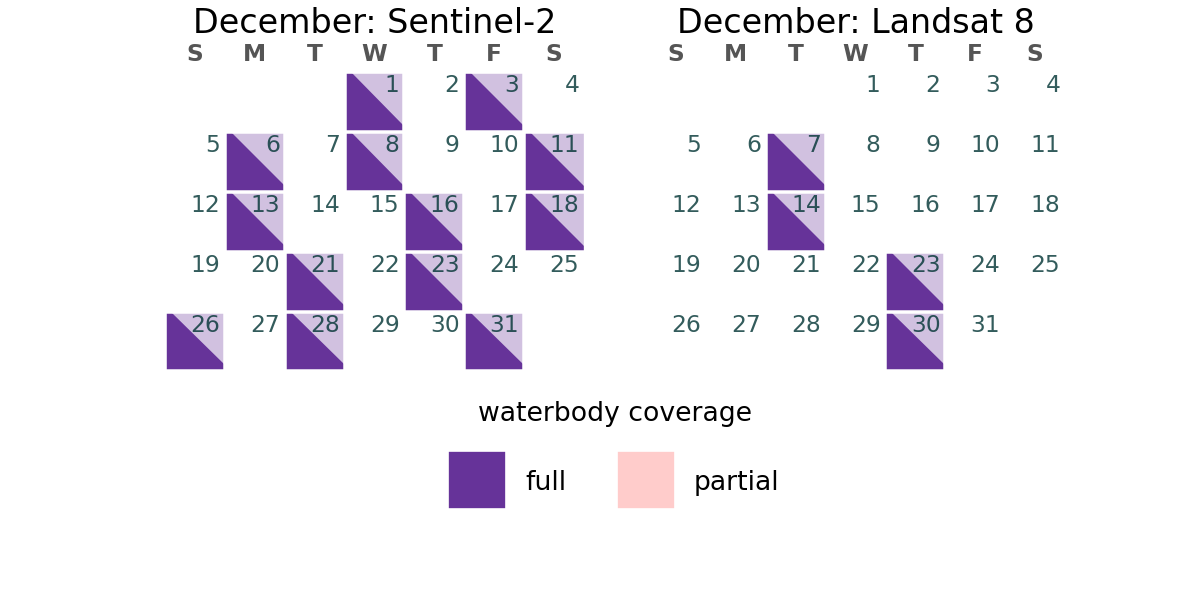 December: Sentinel-2
S M T W T F S
1 2 3 4
5 6 7 8 9 10 11
12 13 14 15 16 17 18
19 20 21 22 23 24 25
26 27 28 29 30 31
December: Landsat 8
S M T W T F S
1 2 3 4
5 6 7 8 9 10 11
12 13 14 15 16 17 18
19 20 21 22 23 24 25
26 27 28 29 30 31
waterbody coverage
full partial